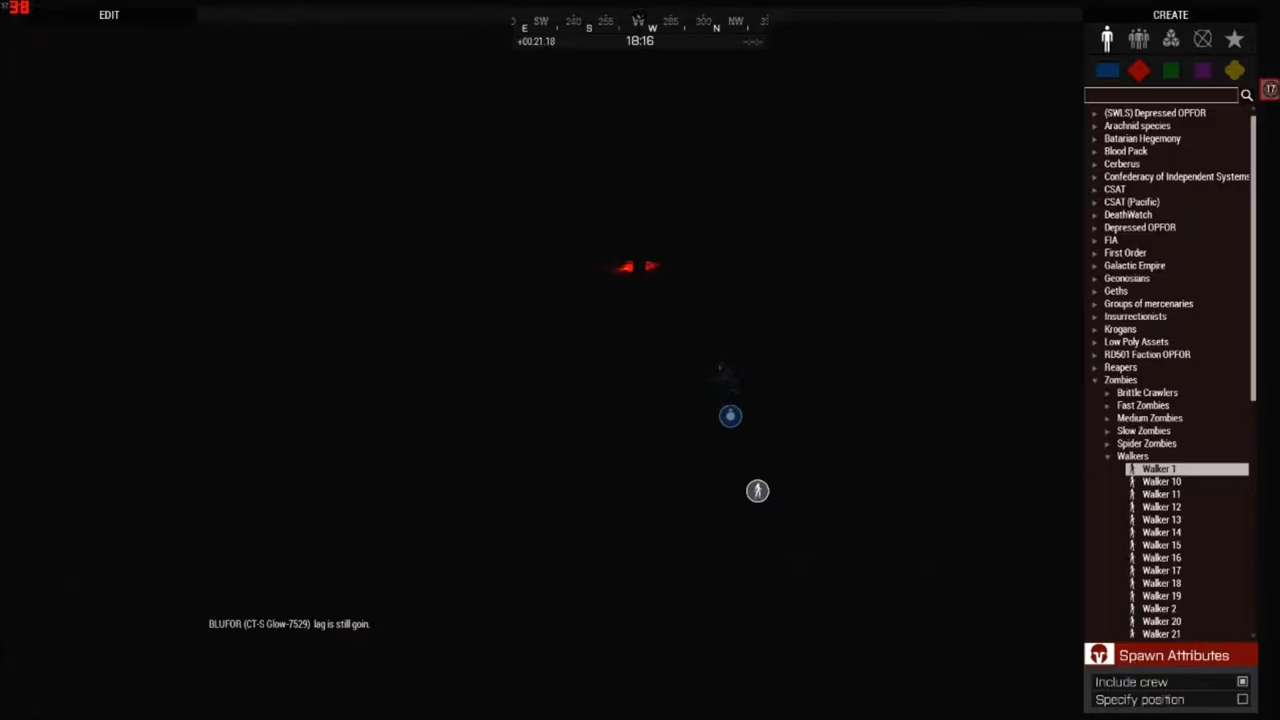 38
EDIT
SW 240 255 W 285 300 NW
E S W N
+00.21.18 18:16
CREATE
17
(SWLS) Depressed OPFOR
Arachnid species
Batarian Hegemony
Blood Pack
Cerberus
Confederacy of Independent Systems
CSAT
CSAT (Pacific)
DeathWatch
Depressed OPFOR
FIA
First Order
Galactic Empire
Geonosians
Geths
Groups of mercenaries
Insurrectionists
Krogans
Low Poly Assets
RD501 Faction OPFOR
Reapers
Zombies
Brittle Crawlers
Fast Zombies
Medium Zombies
Slow Zombies
Spider Zombies
Walkers
Walker 1
Walker 10
Walker 11
Walker 12
Walker 13
Walker 14
Walker 15
Walker 16
Walker 17
Walker 18
Walker 19
Walker 2
Walker 20
Walker 21
BLUFOR (CT-S Glow-7529) lag is still goin.
Spawn Attributes
Include crew
Specify position